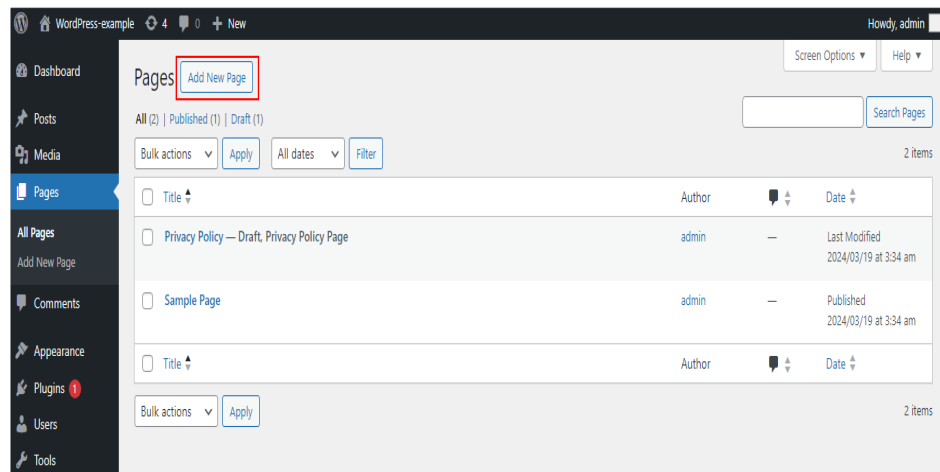 WordPress-example 4 0 + New Howdy, admin
Screen Options ▼ Help ▼
Dashboard
Posts
Media
Pages
All Pages
Add New Page
Comments
Appearance
Plugins 1
Users
Tools
Pages Add New Page
All (2) | Published (1) | Draft (1)
Search Pages
Bulk actions Apply All dates Filter 2 items
Title Author Date
Privacy Policy — Draft, Privacy Policy Page admin — Last Modified
2024/03/19 at 3:34 am
Sample Page admin — Published
2024/03/19 at 3:34 am
Title Author Date
Bulk actions Apply 2 items